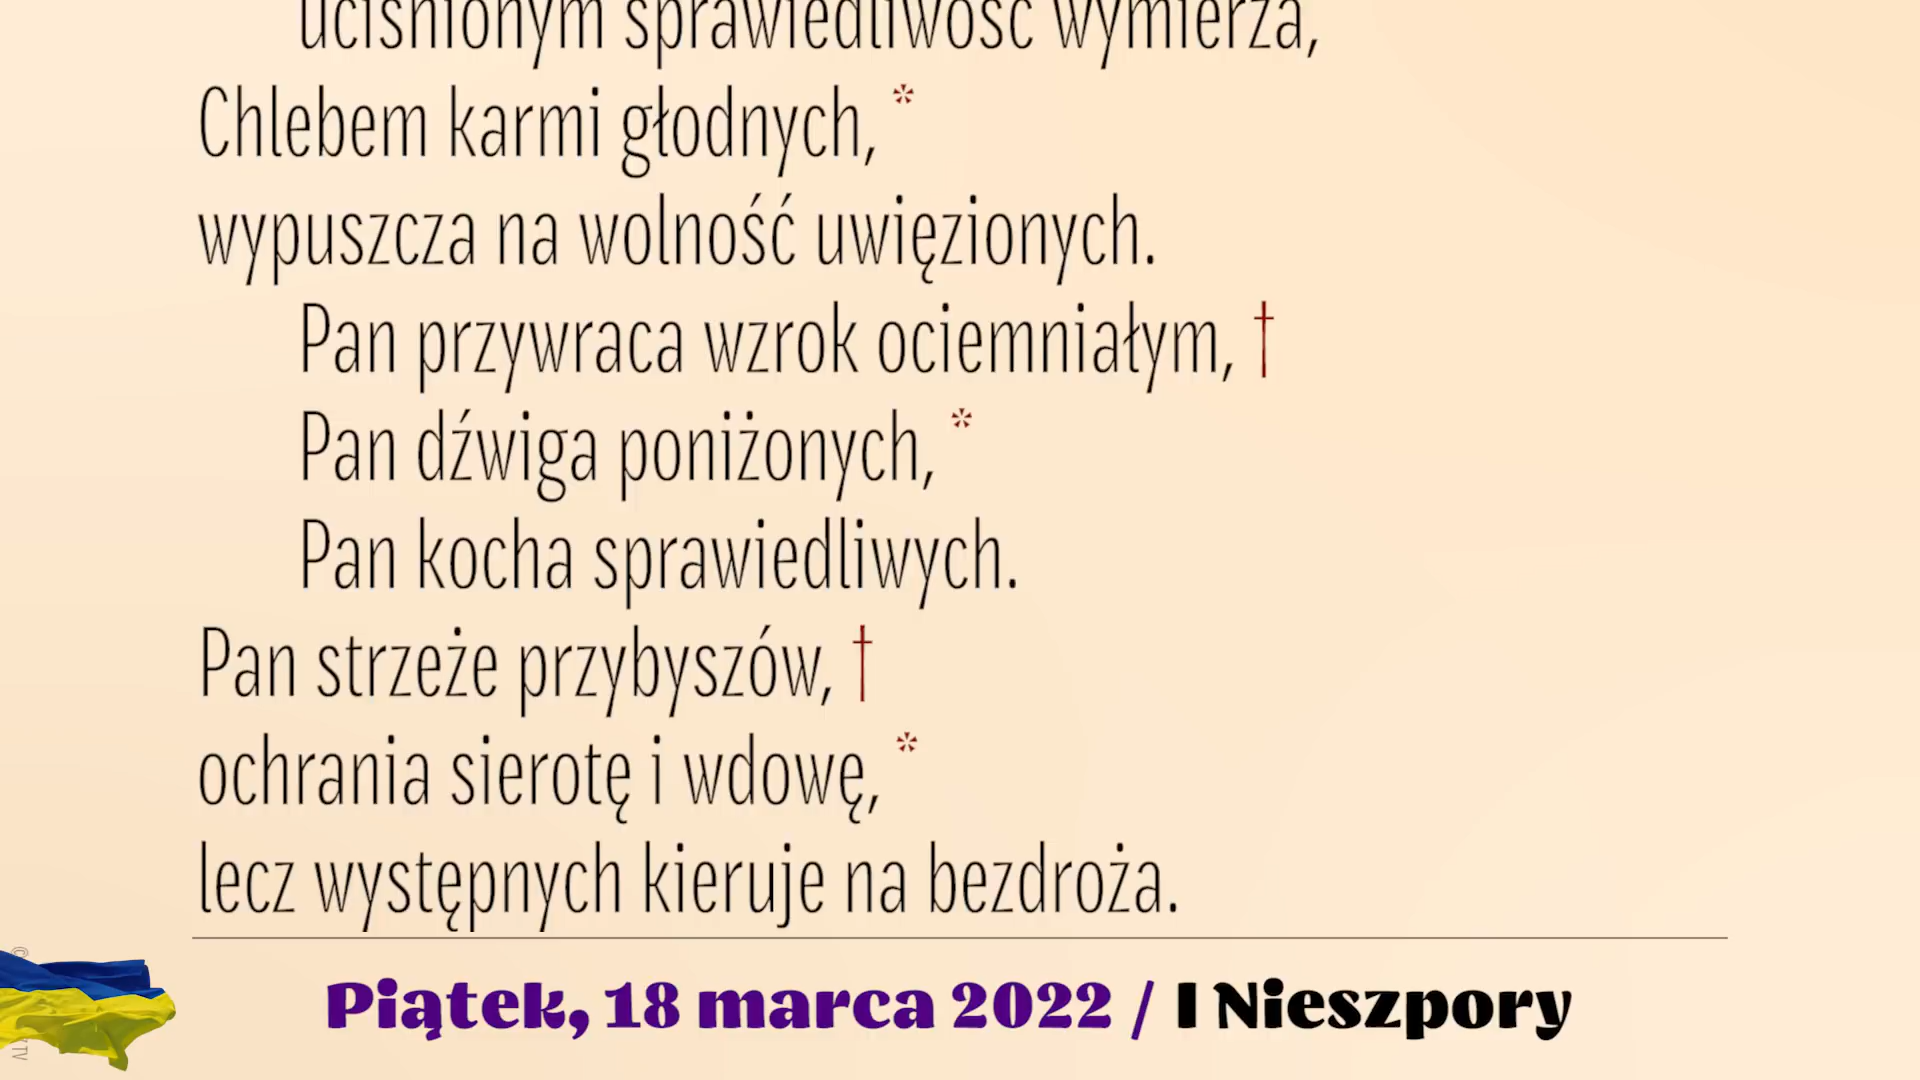 uciśnionym sprawiedliwość wymierza,
Chlebem karmi głodnych, *
wypuszcza na wolność uwięzionych.
Pan przywraca wzrok ociemniałym, †
Pan dźwiga poniżonych, *
Pan kocha sprawiedliwych.
Pan strzeże przybyszów, †
ochrania sierotę i wdowę, *
lecz występnych kieruje na bezdroża.
Piątek, 18 marca 2022 / I Nieszpory